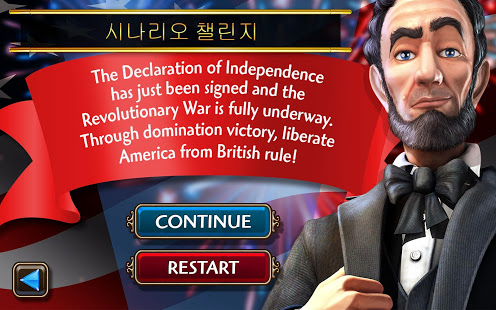 시나리오 챌린지
The Declaration of Independence
has just been signed and the
Revolutionary War is fully underway.
Through domination victory, liberate
America from British rule!
CONTINUE
RESTART